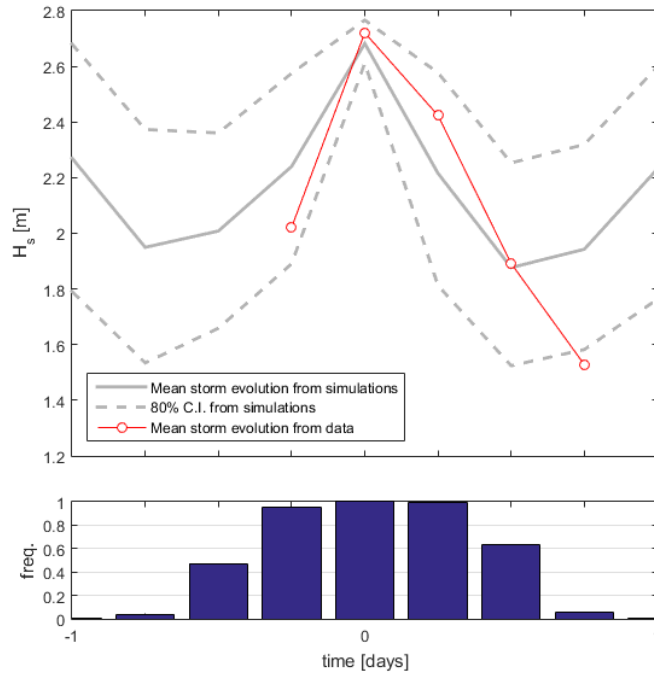 2.8
2.6
2.4
2.2
2
1.8
1.6
1.4
1.2
H_s [m]
Mean storm evolution from simulations
80% C.I. from simulations
Mean storm evolution from data
1
0.8
0.6
0.4
0.2
0
freq.
-1 0
time [days]